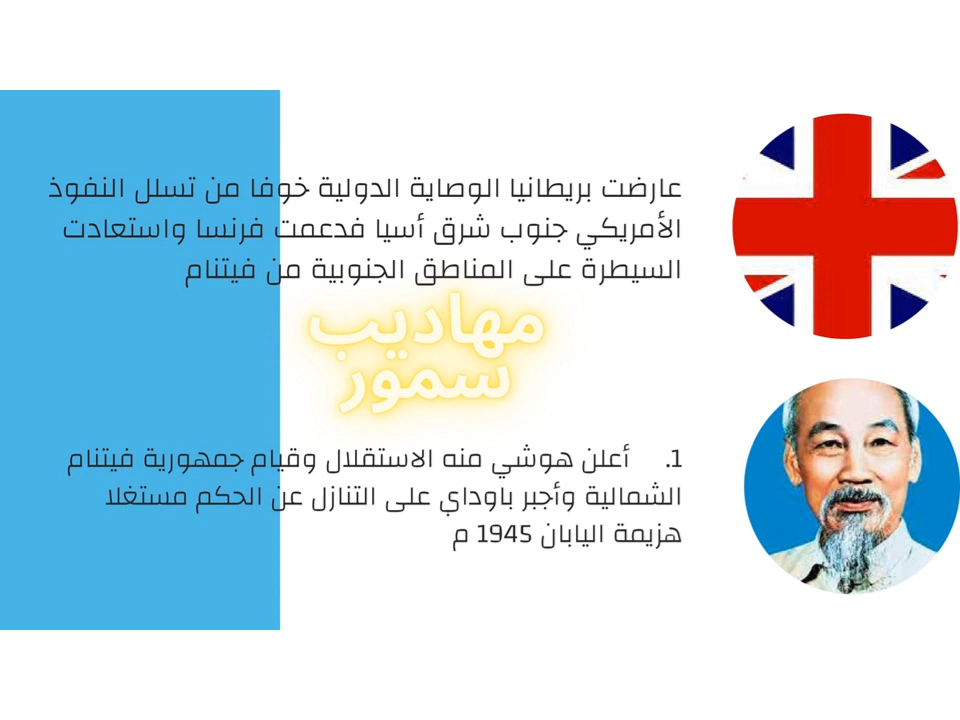 عارضت بريطانيا الوصاية الدولية خوفا من تسلل النفوذ
الأمريكي جنوب شرق أسيا فدعمت فرنسا واستعادت
السيطرة على المناطق الجنوبية من فيتنام
مهاديب
سمور
1. أعلن هوشي منه الاستقلال وقيام جمهورية فيتنام
الشمالية وأجبر باوداي على التنازل عن الحكم مستغلا
هزيمة اليابان 1945 م